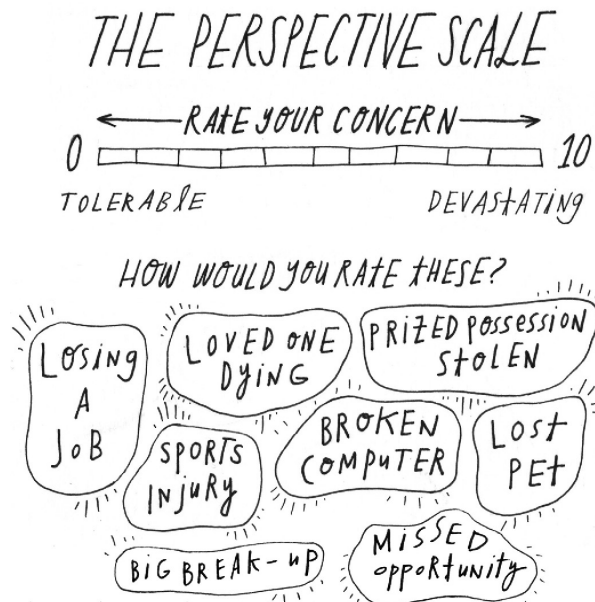 THE PERSPECTIVE SCALE
RATE YOUR CONCERN
0
10
TOLERABLE
DEVASTATING
HOW WOULD YOU RATE THESE?
LOSING
A
JOB
LOVED ONE
DYING
PRIZED POSSESSION
STOLEN
SPORTS
INJURY
BROKEN
COMPUTER
LOST
PET
BIG BREAK-UP
MISSED
OPPORTUNITY